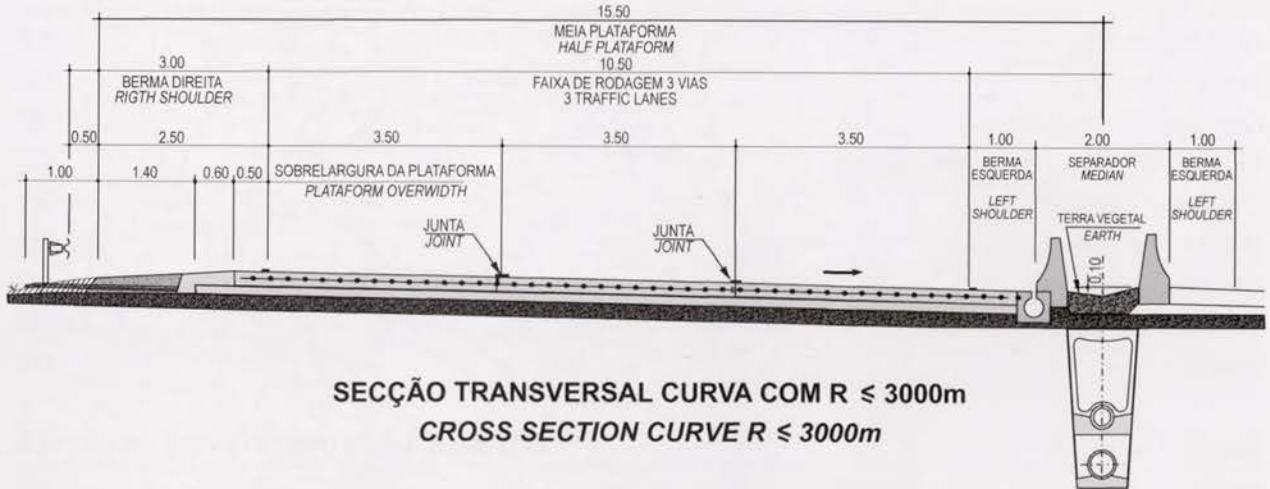 15.50
MEIA PLATAFORMA
HALF PLATAFORM
3.00
10.50
BERMA DIREITA
RIGTH SHOULDER
FAIXA DE RODAGEM 3 VIAS
3 TRAFFIC LANES
0.50
2.50
3.50
3.50
3.50
1.00
2.00
1.00
1.00
1.40
0.60
0.50
SOBRELARGURA DA PLATAFORMA
PLATAFORM OVERWIDTH
BERMA
ESQUERDA
LEFT
SHOULDER
SEPARADOR
MEDIAN
BERMA
ESQUERDA
LEFT
SHOULDER
JUNTA
JOINT
JUNTA
JOINT
TERRA VEGETAL
EARTH
0.10
SECÇÃO TRANSVERSAL CURVA COM R ≤ 3000m
CROSS SECTION CURVE R ≤ 3000m